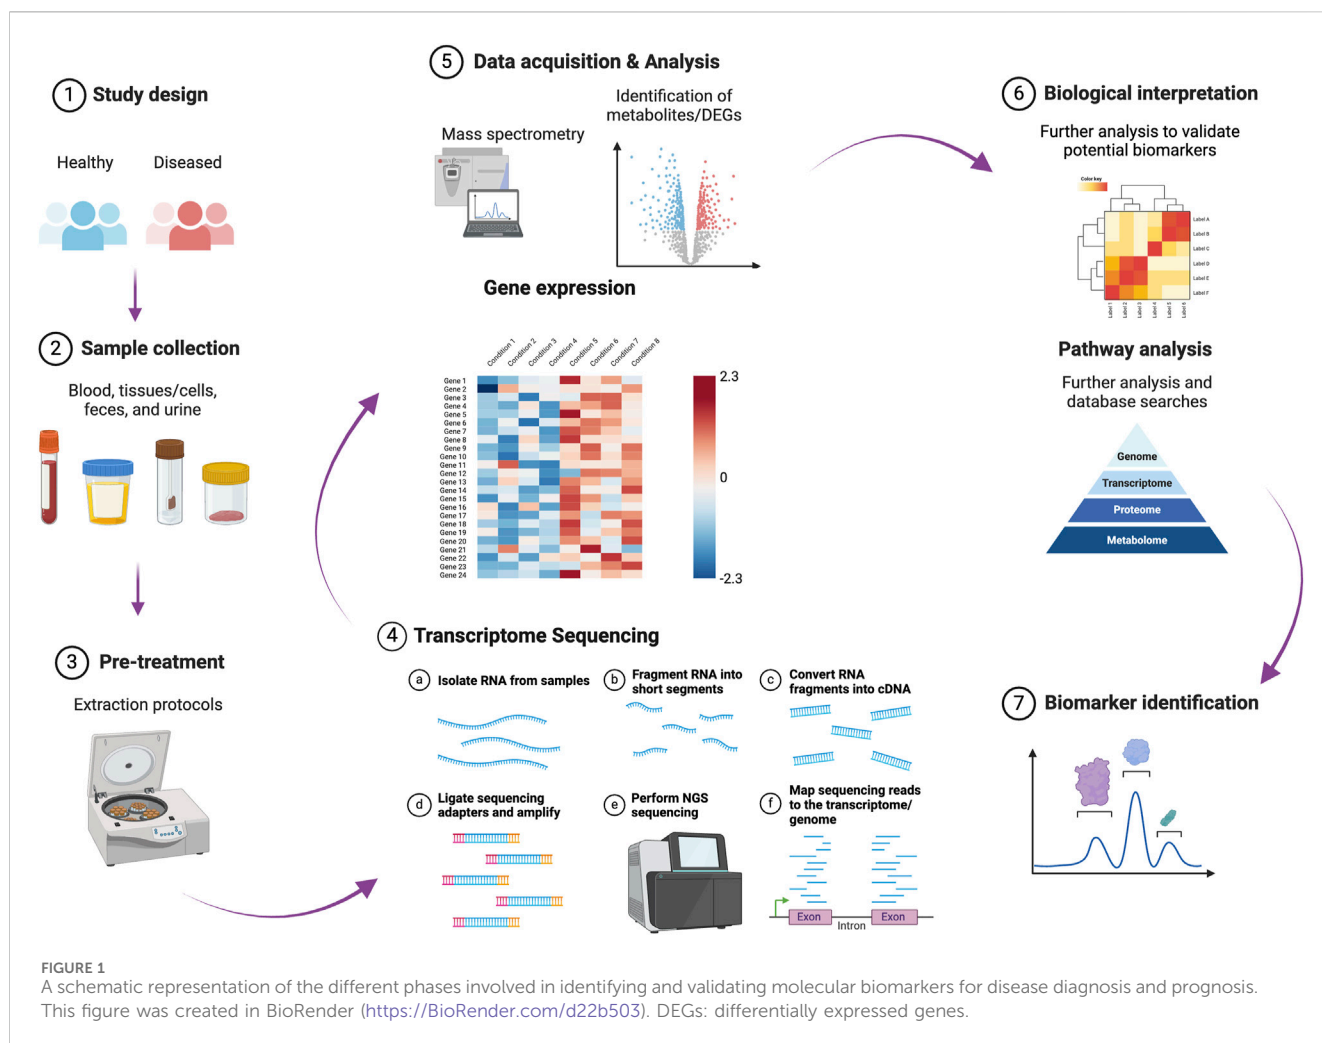 1 Study design
Healthy
Diseased
2 Sample collection
Blood, tissues/cells,
feces, and urine
3 Pre-treatment
Extraction protocols
4 Transcriptome Sequencing
a Isolate RNA from samples
b Fragment RNA into
short segments
c Convert RNA
fragments into cDNA
d Ligate sequencing
adapters and amplify
e Perform NGS
sequencing
f Map sequencing reads
to the transcriptome/
genome
Exon
Intron
Exon
5 Data acquisition & Analysis
Mass spectrometry
Identification of
metabolites/DEGs
Gene expression
Condition 1
Condition 2
Condition 3
Condition 4
Condition 5
Condition 6
Condition 7
Condition 8
Gene 1
Gene 2
Gene 3
Gene 4
Gene 5
Gene 6
Gene 7
Gene 8
Gene 9
Gene 10
Gene 11
Gene 12
Gene 13
Gene 14
Gene 15
Gene 16
Gene 17
Gene 18
Gene 19
Gene 20
Gene 21
Gene 22
Gene 23
Gene 24
2.3
0
-2.3
6 Biological interpretation
Further analysis to validate
potential biomarkers
Color key
Label A
Label B
Label C
Label D
Label E
Label F
Label 1
Label 2
Label 3
Label 4
Label 5
Label 6
Pathway analysis
Further analysis and
database searches
Genome
Transcriptome
Proteome
Metabolome
7 Biomarker identification
FIGURE 1
A schematic representation of the different phases involved in identifying and validating molecular biomarkers for disease diagnosis and prognosis.
This figure was created in BioRender (https://BioRender.com/d22b503). DEGs: differentially expressed genes.